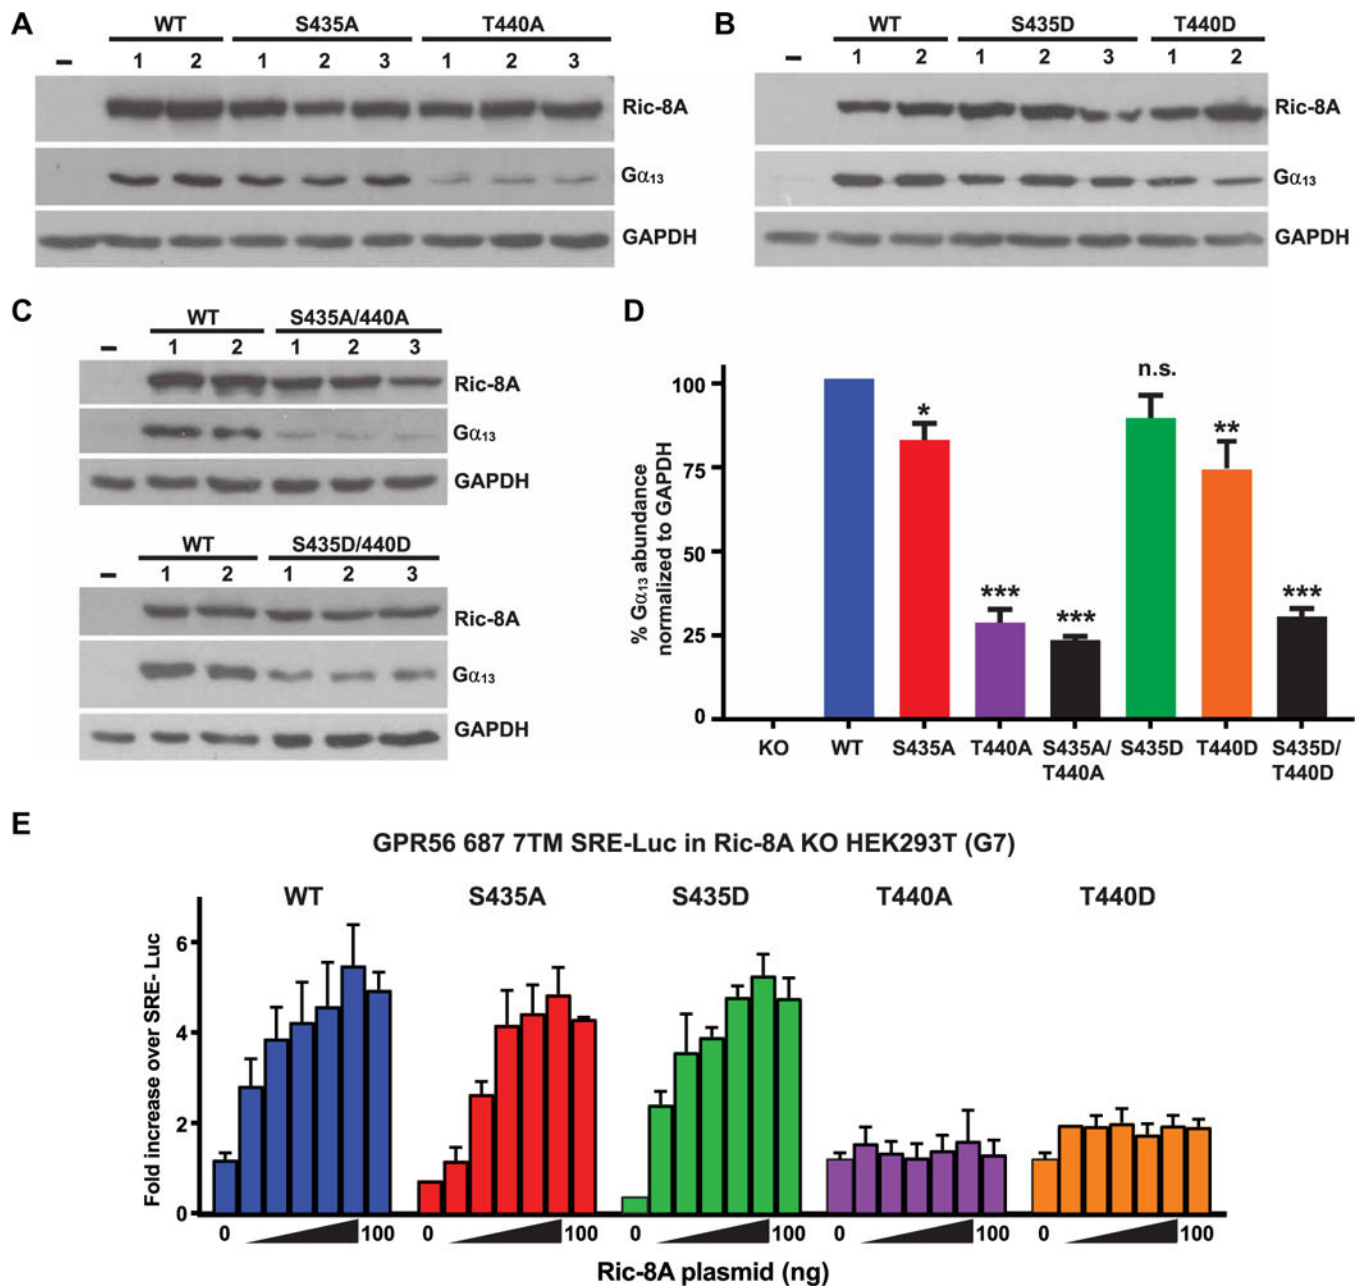 A
WT S435A T440A
– 1 2 1 2 3 1 2 3
Ric-8A
Gα13
GAPDH
B
WT S435D T440D
– 1 2 1 2 3 1 2
Ric-8A
Gα13
GAPDH
C
WT S435A/440A
– 1 2 1 2 3
Ric-8A
Gα13
GAPDH
WT S435D/440D
– 1 2 1 2 3
Ric-8A
Gα13
GAPDH
D
% Gα13 abundance
normalized to GAPDH
100
75
50
25
0
* *** *** n.s. ** ***
KO WT S435A T440A S435A/ S435D T440D S435D/
T440A T440D
E
GPR56 687 7TM SRE-Luc in Ric-8A KO HEK293T (G7)
WT S435A S435D T440A T440D
Fold increase over SRE- Luc
6
4
2
0
0 100 0 100 0 100 0 100 0 100
Ric-8A plasmid (ng)